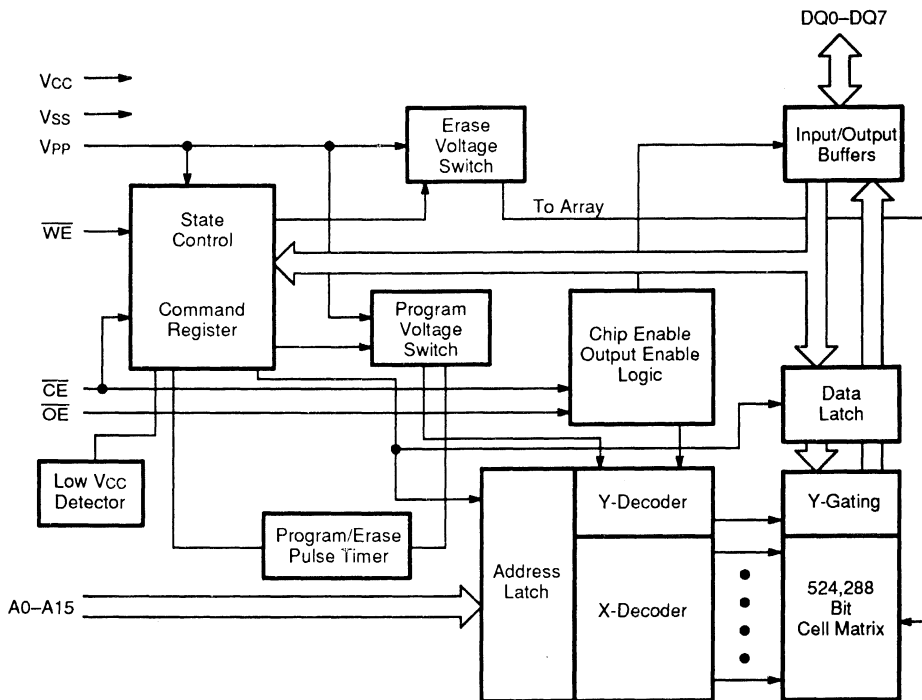 DQ0–DQ7
VCC
VSS
VPP
Erase
Voltage
Switch
Input/Output
Buffers
To Array
WE
State
Control
Command
Register
Program
Voltage
Switch
Chip Enable
Output Enable
Logic
CE
OE
Data
Latch
Low VCC
Detector
Program/Erase
Pulse Timer
Address
Latch
Y-Decoder
Y-Gating
A0–A15
X-Decoder
524,288
Bit
Cell Matrix